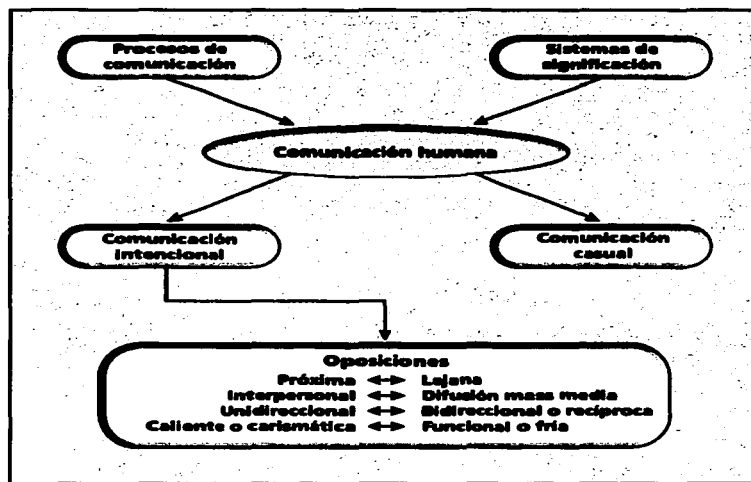 Procesos de
comunicación
Sistemas de
significación
Comunicación humana
Comunicación
intencional
Comunicación
casual
Oposiciones
Próxima ↔ Lejana
Interpersonal ↔ Difusión mass media
Unidireccional ↔ Bidireccional o recíproca
Caliente o carismática ↔ Funcional o fría